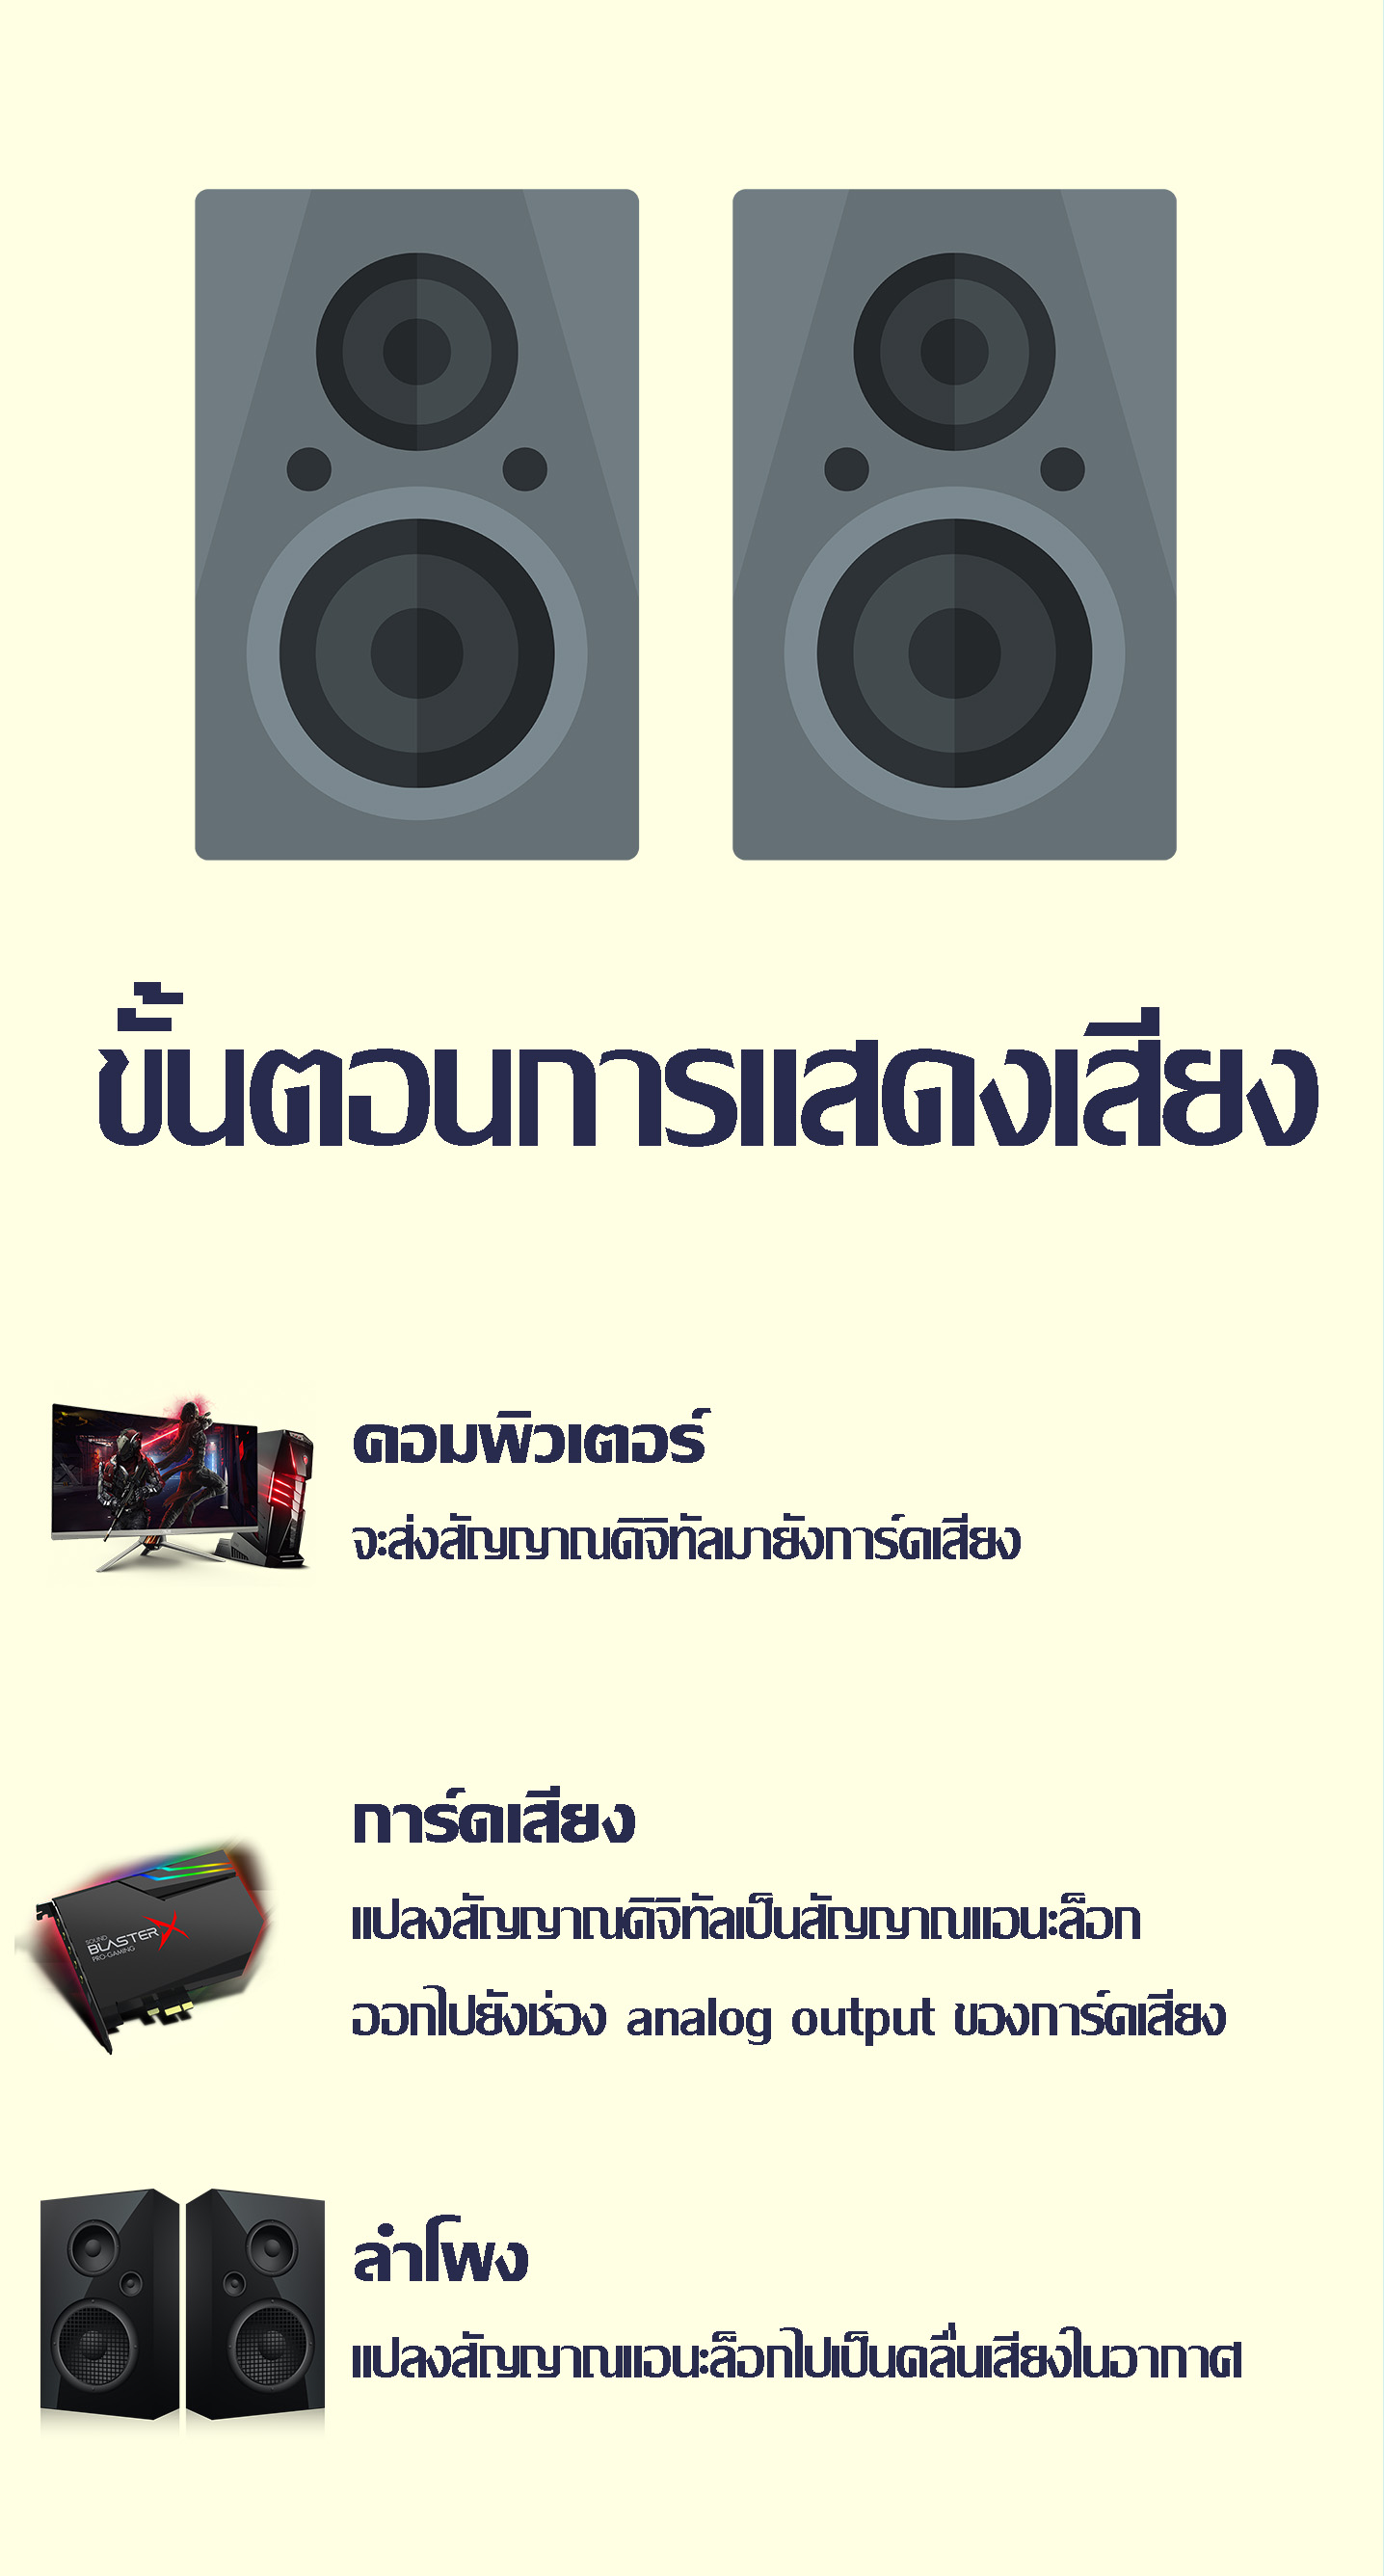 ขั้นตอนการแสดงเสียง
คอมพิวเตอร์
จะส่งสัญญาณดิจิทัลมายังการ์ดเสียง
การ์ดเสียง
แปลงสัญญาณดิจิทัลเป็นสัญญาณแอนะล็อก
ออกไปยังช่อง analog output ของการ์ดเสียง
SOUND
BLASTERX
PRO-GAMING
ลำโพง
แปลงสัญญาณแอนะล็อกไปเป็นคลื่นเสียงในอากาศ